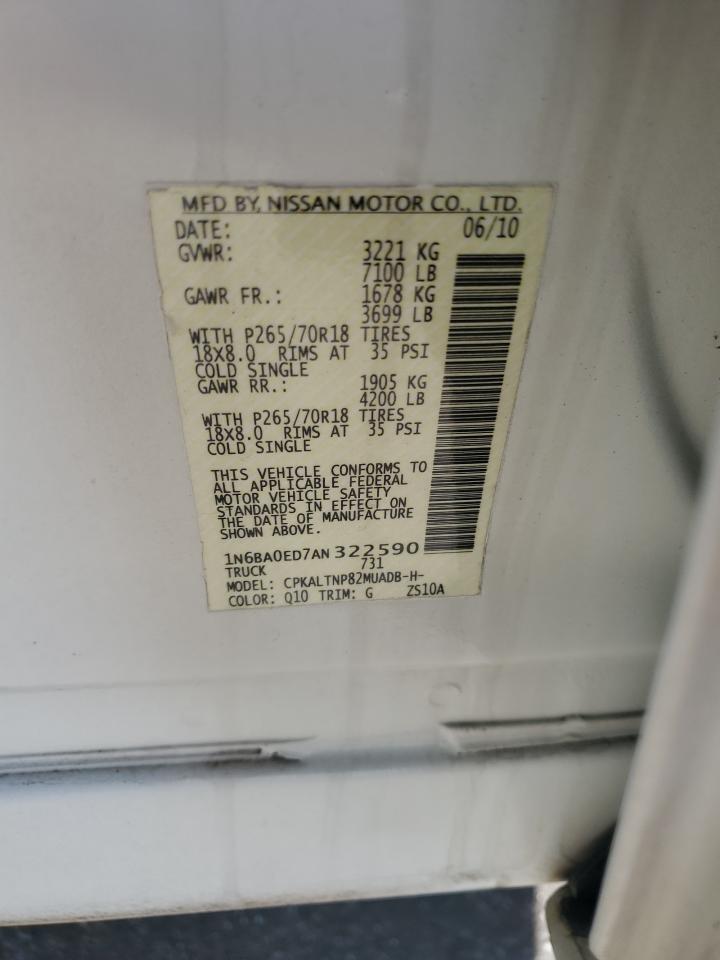 MFD BY, NISSAN MOTOR CO., LTD.
DATE: 06/10
GVWR: 3221 KG
7100 LB
GAWR FR.: 1678 KG
3699 LB
WITH P265/70R18 TIRES
18X8.0 RIMS AT 35 PSI
COLD SINGLE
GAWR RR.: 1905 KG
4200 LB
WITH P265/70R18 TIRES
18X8.0 RIMS AT 35 PSI
COLD SINGLE
THIS VEHICLE CONFORMS TO
ALL APPLICABLE FEDERAL
MOTOR VEHICLE SAFETY
STANDARDS IN EFFECT ON
THE DATE OF MANUFACTURE
SHOWN ABOVE.
1N6BA0ED7AN 322590
TRUCK 731
MODEL: CPKALTNP82MUADB-H-
COLOR: Q10 TRIM: G ZS10A